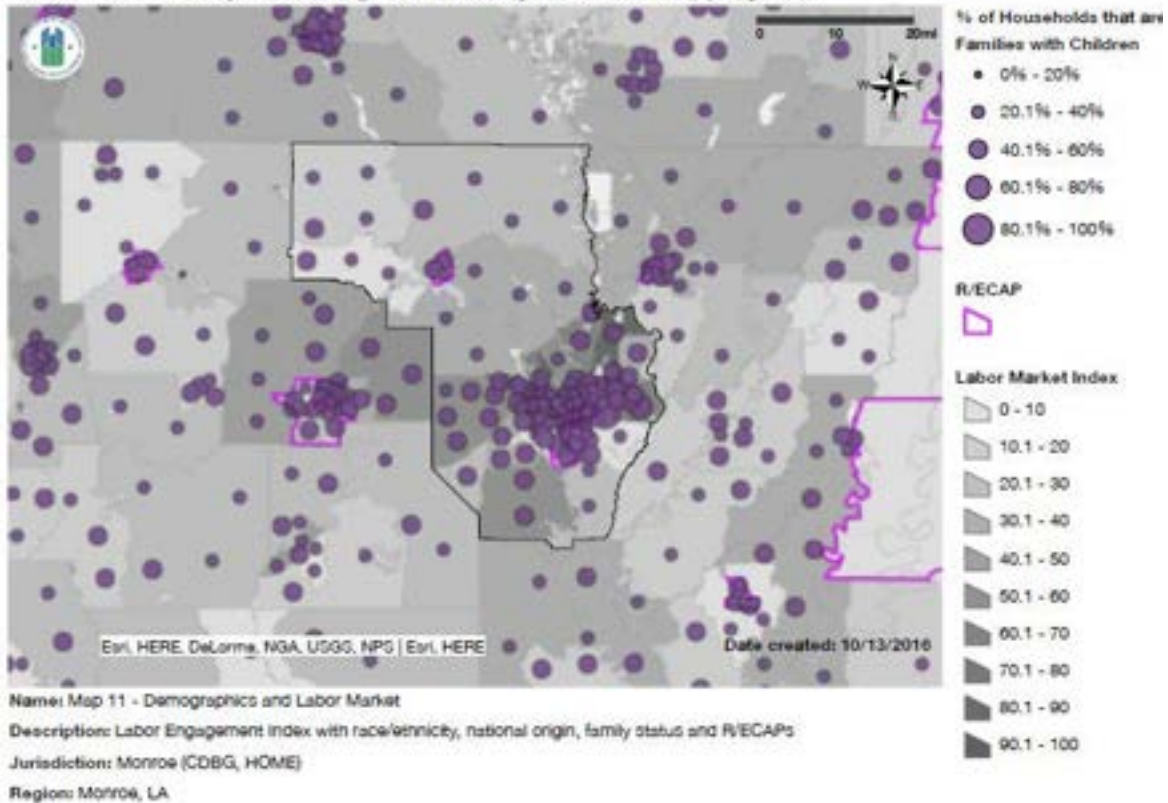 % of Households that are
Families with Children
0% - 20%
20.1% - 40%
40.1% - 60%
60.1% - 80%
80.1% - 100%
R/ECAP
Labor Market Index
0 - 10
10.1 - 20
20.1 - 30
30.1 - 40
40.1 - 50
50.1 - 60
60.1 - 70
70.1 - 80
80.1 - 90
90.1 - 100
0 10 20mi
N
W E
S
Esri, HERE, DeLorme, NGA, USGS, NPS | Esri, HERE
Date created: 10/13/2016
Name: Map 11 - Demographics and Labor Market
Description: Labor Engagement Index with race/ethnicity, national origin, family status and R/ECAPs
Jurisdiction: Monroe (CDBG, HOME)
Region: Monroe, LA